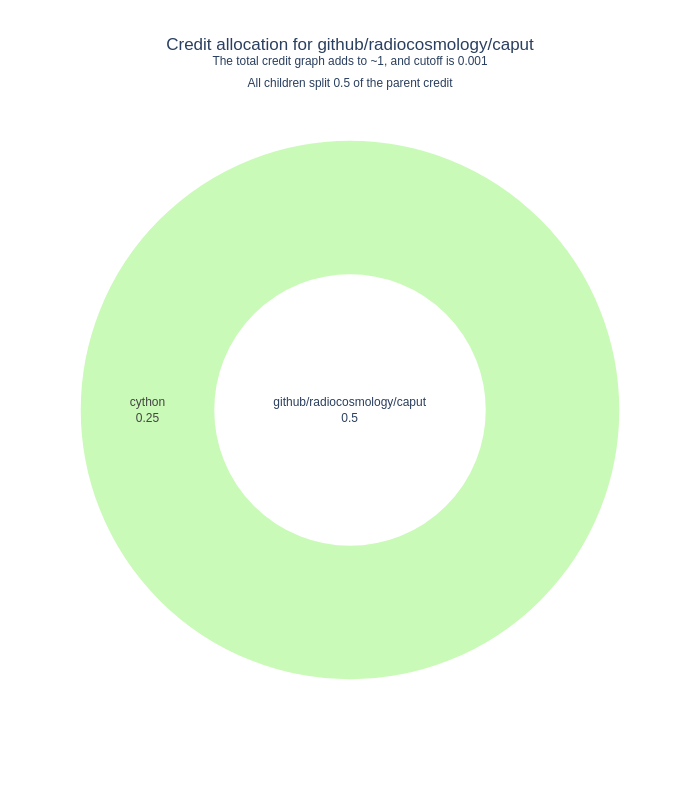 Credit allocation for github/radiocosmology/caput
The total credit graph adds to ~1, and cutoff is 0.001
All children split 0.5 of the parent credit
cython
0.25
github/radiocosmology/caput
0.5